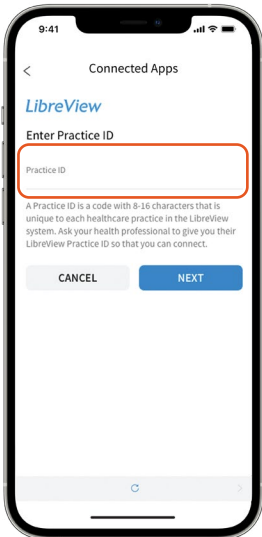 9:41
Connected Apps
LibreView
Enter Practice ID
Practice ID
A Practice ID is a code with 8-16 characters that is
unique to each healthcare practice in the LibreView
system. Ask your health professional to give you their
LibreView Practice ID so that you can connect.
CANCEL NEXT